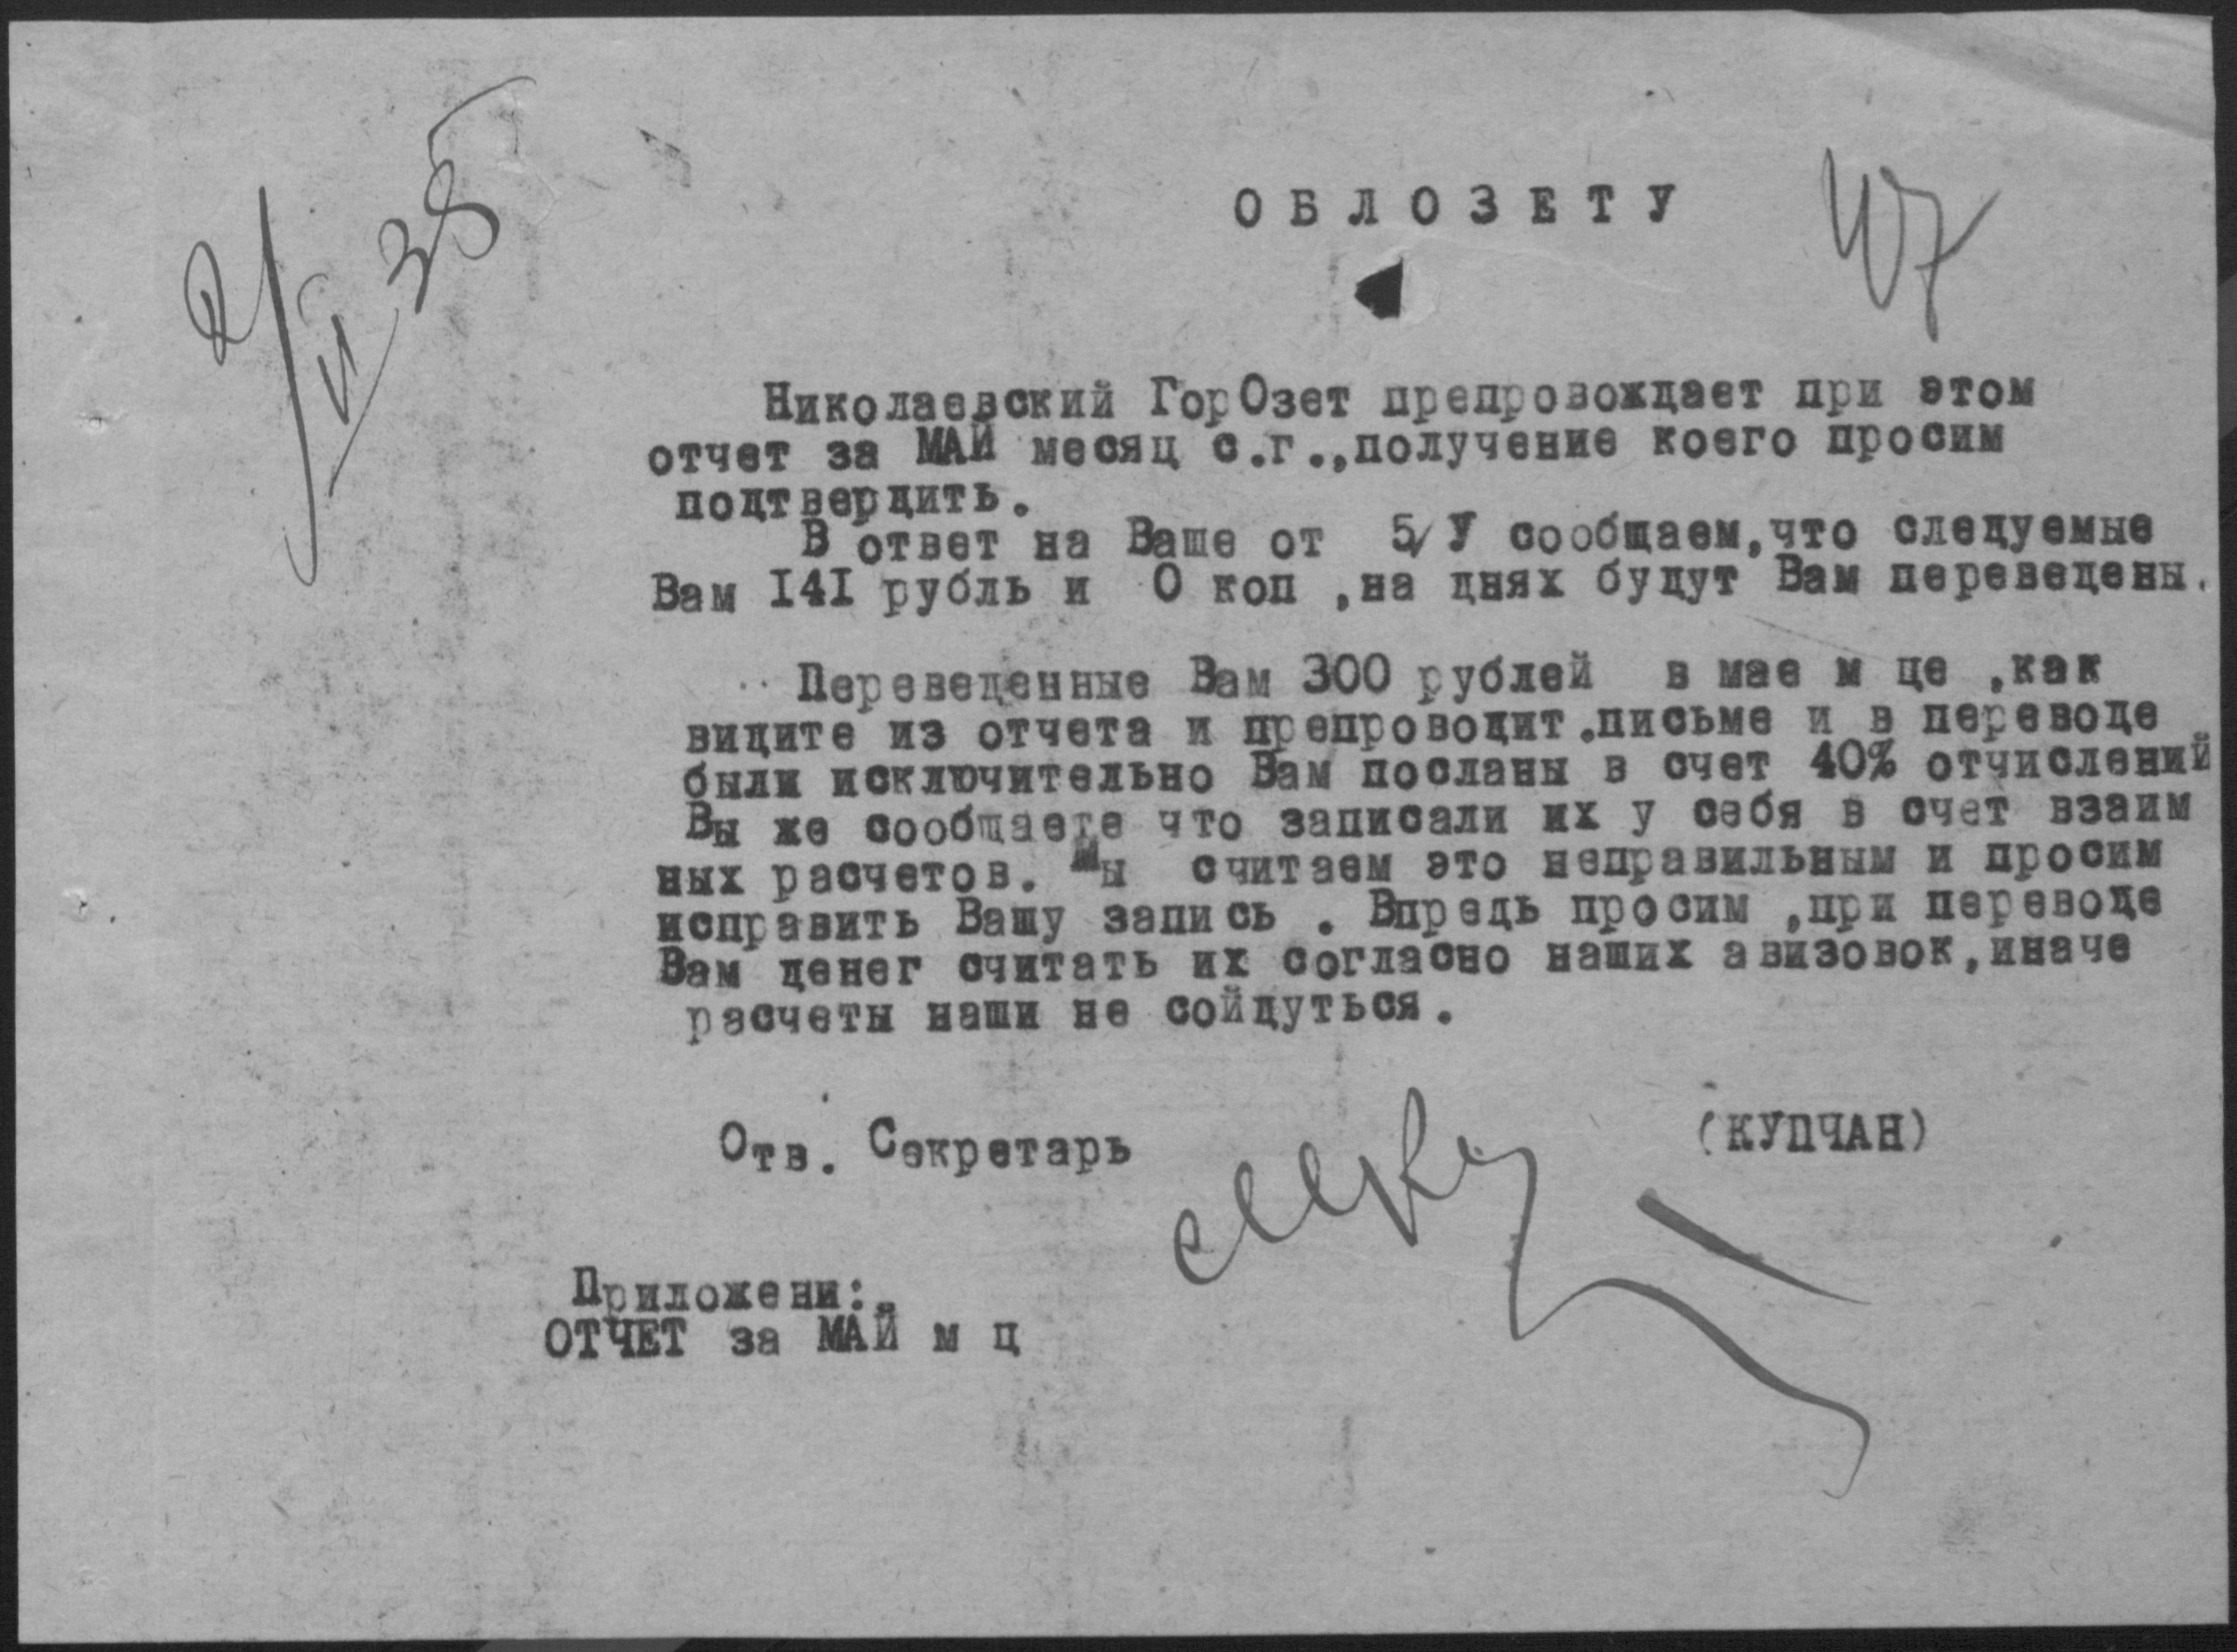 О Б Л О З Е Т У
47
Николаевский ГорОзет препровождает при этом
отчет за МАЙ месяц с.г.,получение коего просим
подтвердить.
В ответ на Ваше от 5/У сообщаем,что следуемые
Вам I4I рубль и 0 коп ,на днях будут Вам переведены.
Переведенные Вам 300 рублей в мае м це ,как
видите из отчета и препроводит.письме и в переводе
были исключительно Вам посланы в счет 40% отчислений
Вы же сообщаете что записали их у себя в счет взаим
ных расчетов. Мы считаем это неправильным и просим
исправить Вашу запись . Впредь просим ,при переводе
Вам денег считать их согласно наших авизовок,иначе
расчеты наши не сойдуться.
Отв. Секретарь (КУПЧАН)
Приложени:
ОТЧЕТ за МАЙ м ц